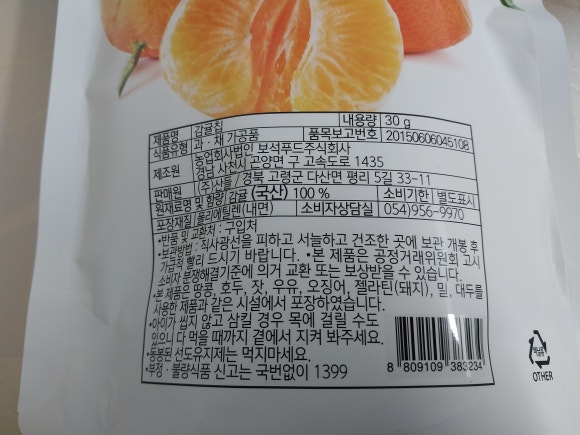 제품명 감귤칩 내용량 30 g
식품유형 과·채 가공품 품목보고번호 20150606045108
제조원 농업회사법인 보석푸드주식회사
경남 사천시 곤양면 구 고속도로 1435
판매원 (주)산들 / 경북 고령군 다산면 평리 5길 33-11
원재료명 및 함량 감귤 (국산) 100 % 소비기한 별도표시
포장재질 폴리에틸렌(내면) 소비자상담실 054)956-9970
•반품 및 교환처 : 구입처
•보관방법 : 직사광선을 피하고 서늘하고 건조한 곳에 보관 개봉 후
가급적 빨리 드시기 바랍니다. •본 제품은 공정거래위원회 고시
소비자 분쟁해결기준에 의거 교환 또는 보상받을 수 있습니다.
•본 제품은 땅콩, 호두, 잣, 우유, 오징어, 젤라틴(돼지), 밀, 대두를
사용한 제품과 같은 시설에서 포장하였습니다.
•아이가 씹지 않고 삼킬 경우 목에 걸릴 수도
있으니 다 먹을 때까지 곁에서 지켜 봐주세요.
•동봉된 선도유지제는 먹지마세요.
•부정·불량식품 신고는 국번없이 1399
8 809109 383234
OTHER